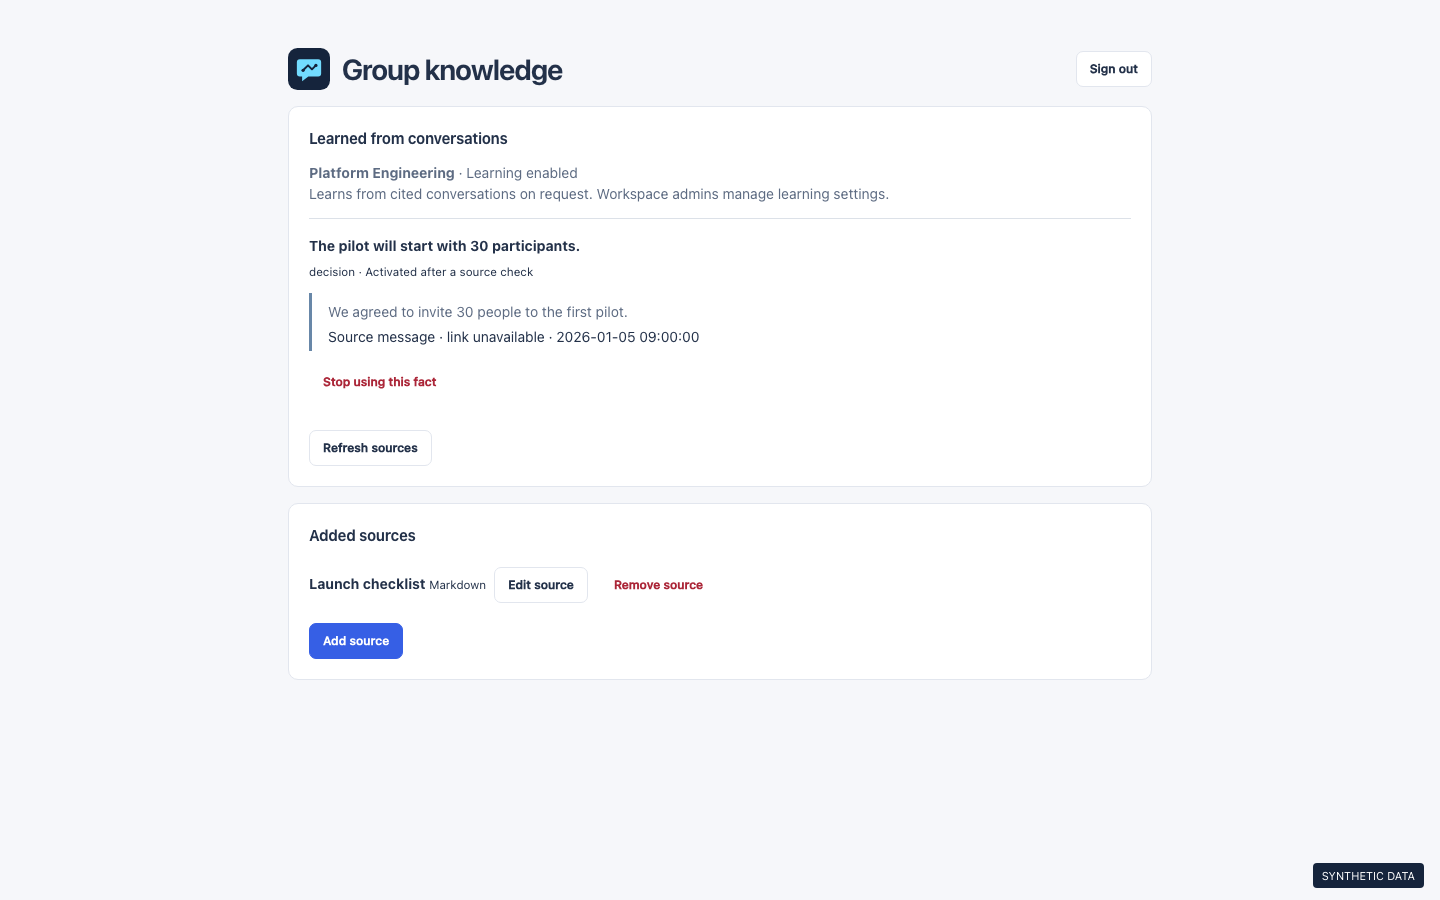 Group knowledge
Sign out
Learned from conversations
Platform Engineering · Learning enabled
Learns from cited conversations on request. Workspace admins manage learning settings.
The pilot will start with 30 participants.
decision · Activated after a source check
We agreed to invite 30 people to the first pilot.
Source message · link unavailable · 2026-01-05 09:00:00
Stop using this fact
Refresh sources
Added sources
Launch checklist Markdown Edit source Remove source
Add source
SYNTHETIC DATA